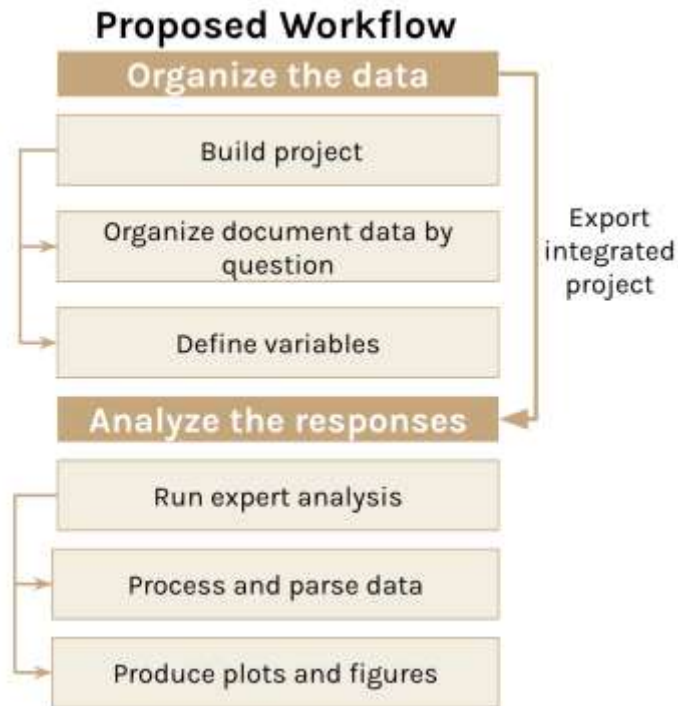 Proposed Workflow
Organize the data
Build project
Organize document data by
question
Define variables
Export
integrated
project
Analyze the responses
Run expert analysis
Process and parse data
Produce plots and figures